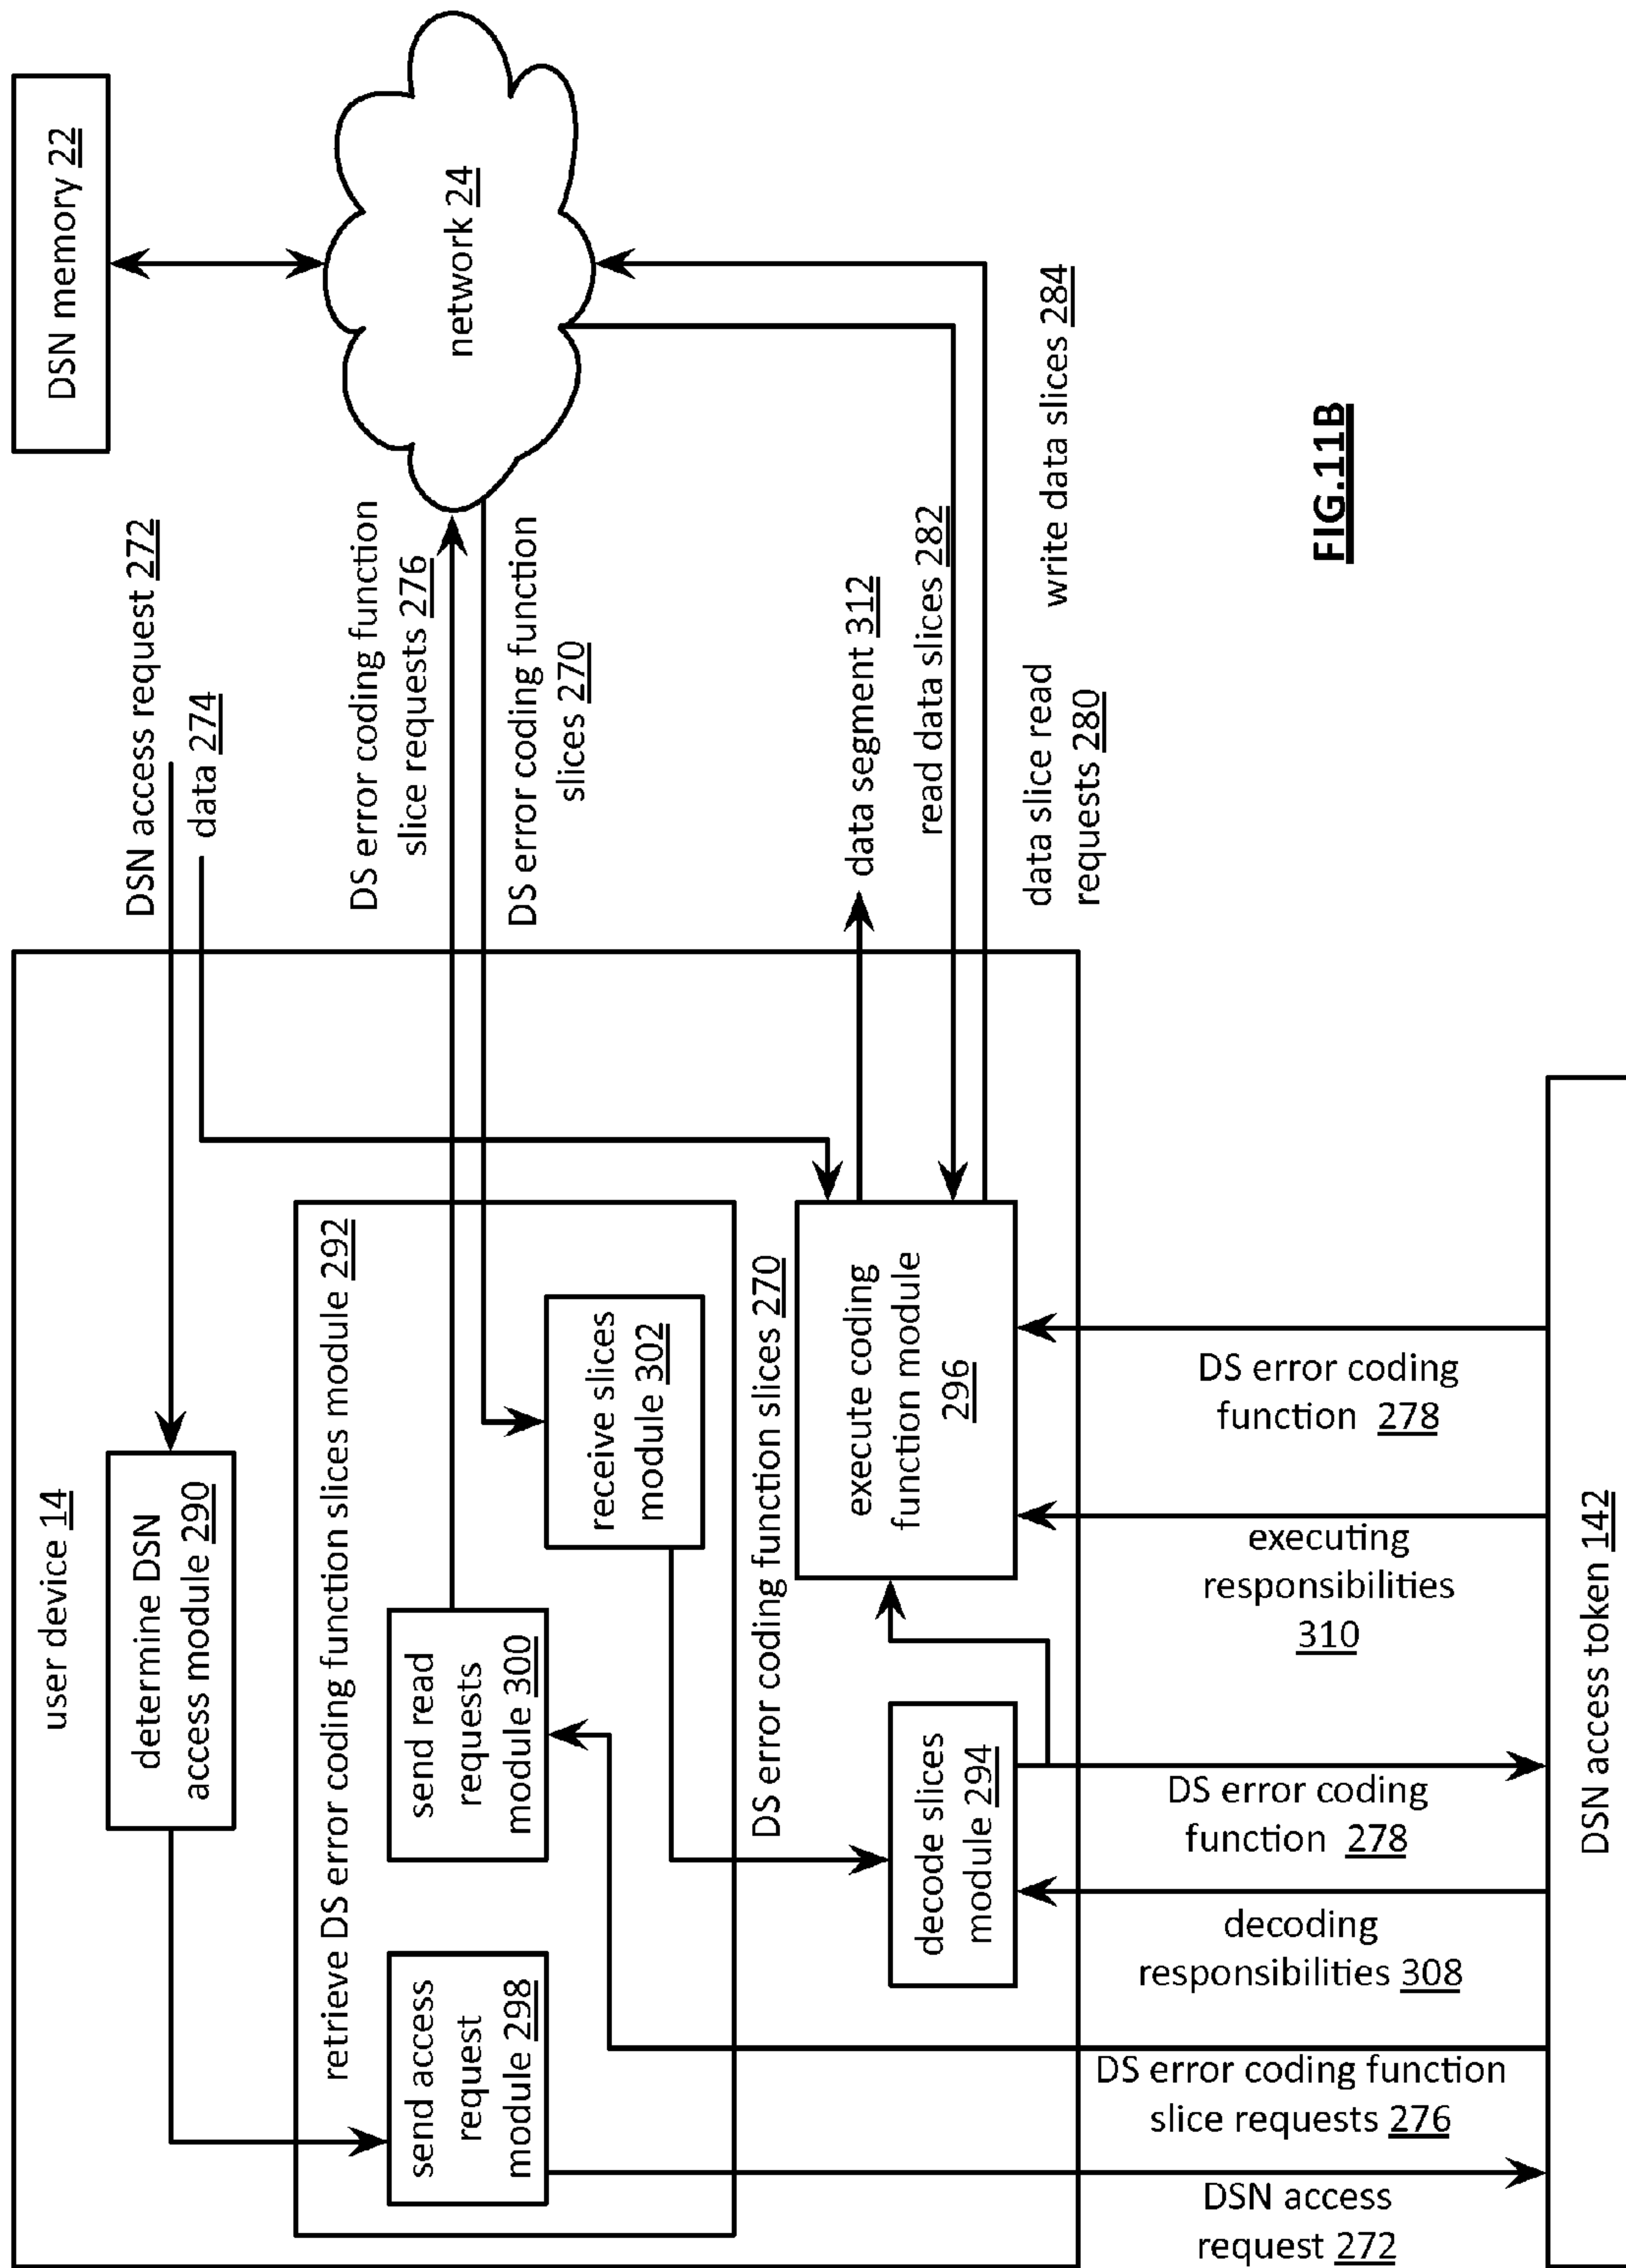 DSN memory 22
network 24
DSN access request 272
data 274
DS error coding function
slice requests 276
DS error coding function
slices 270
data segment 312
read data slices 282
write data slices 284
data slice read
requests 280
user device 14
determine DSN
access module 290
retrieve DS error coding function slices module 292
send access
request
module 298
send read
requests
module 300
receive slices
module 302
DS error coding function slices 270
decode slices
module 294
execute coding
function module
296
DSN access
request 272
DS error coding function
slice requests 276
decoding
responsibilities 308
DS error coding
function 278
executing
responsibilities
310
DS error coding
function 278
DSN access token 142
FIG.11B